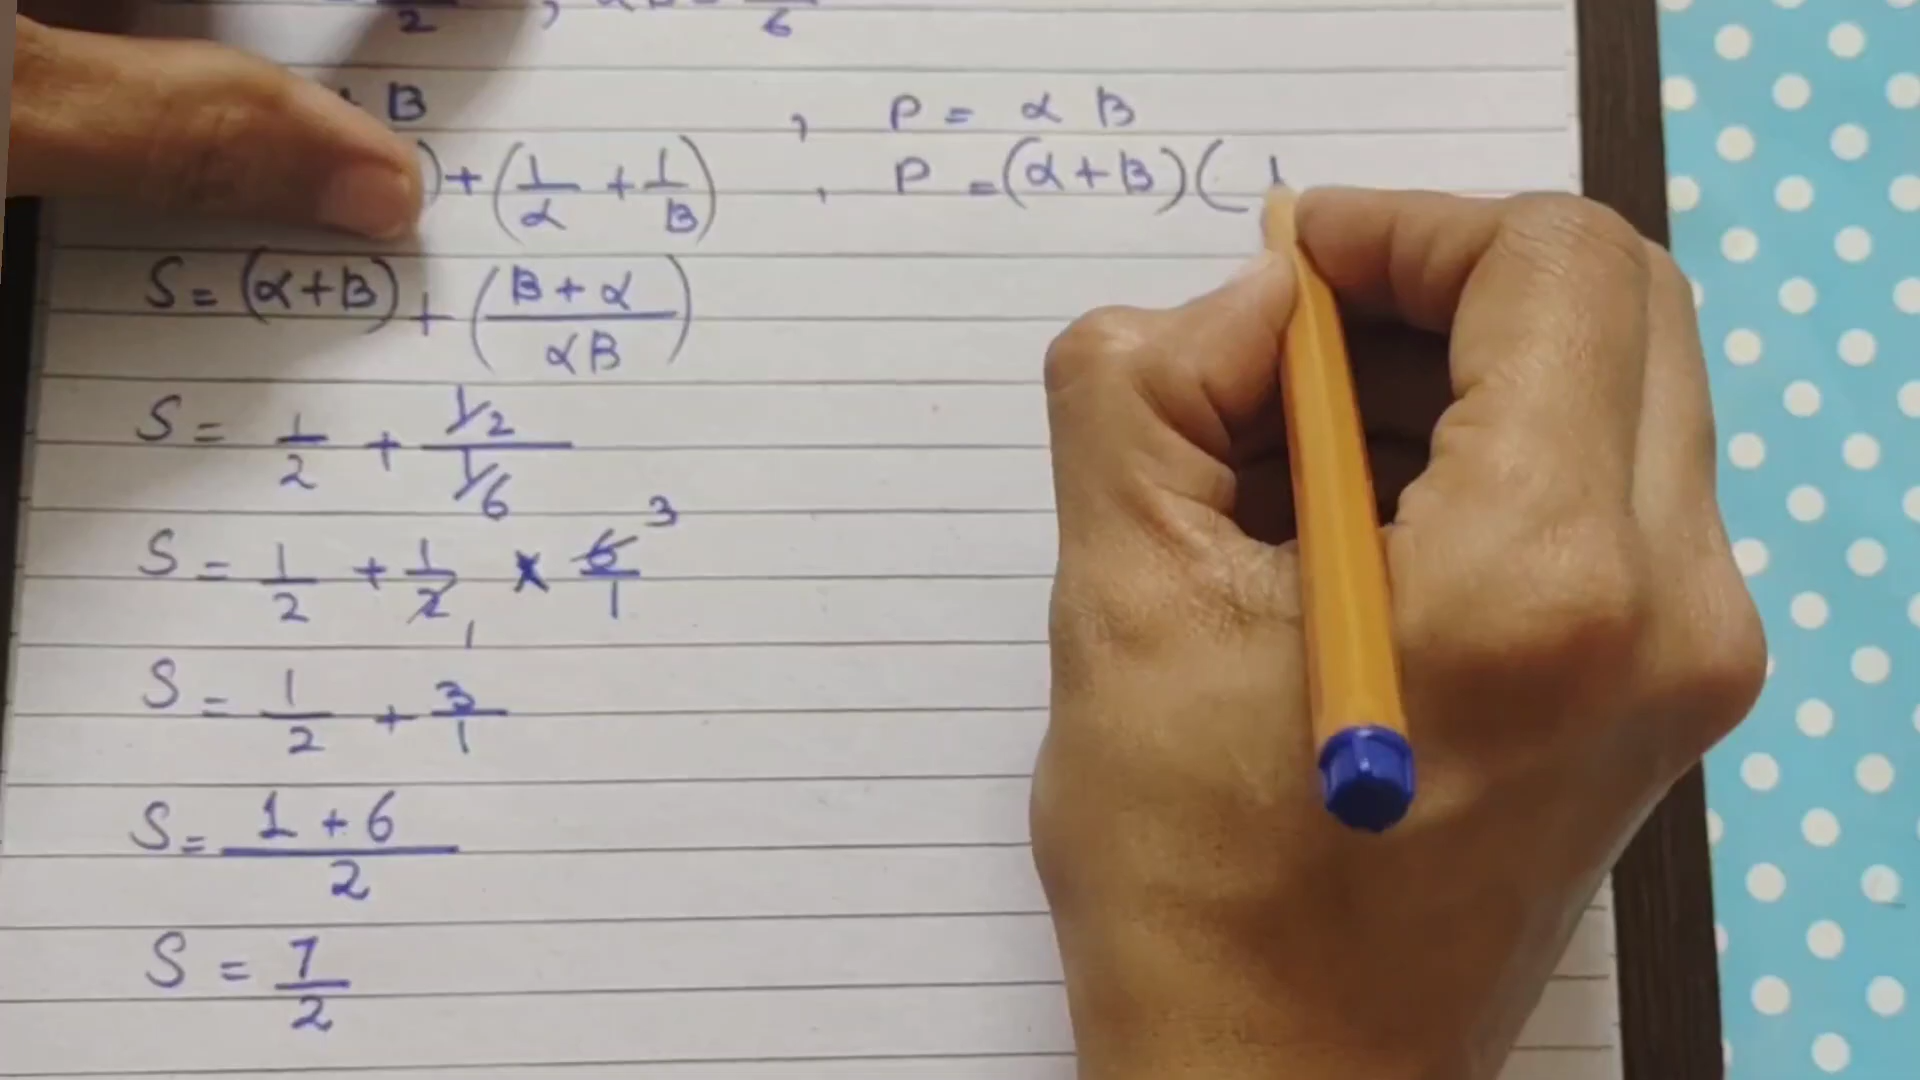 2 , 6
B , P = α B
) + (1/α + 1/B) , P = (α + B) ( 1
S = (α + B) + (B + α / α B)
S = 1/2 + 1/2 / 1/6
S = 1/2 + 1/2 1 × 6/1 3
S = 1/2 + 3/1
S = 1 + 6 / 2
S = 7/2